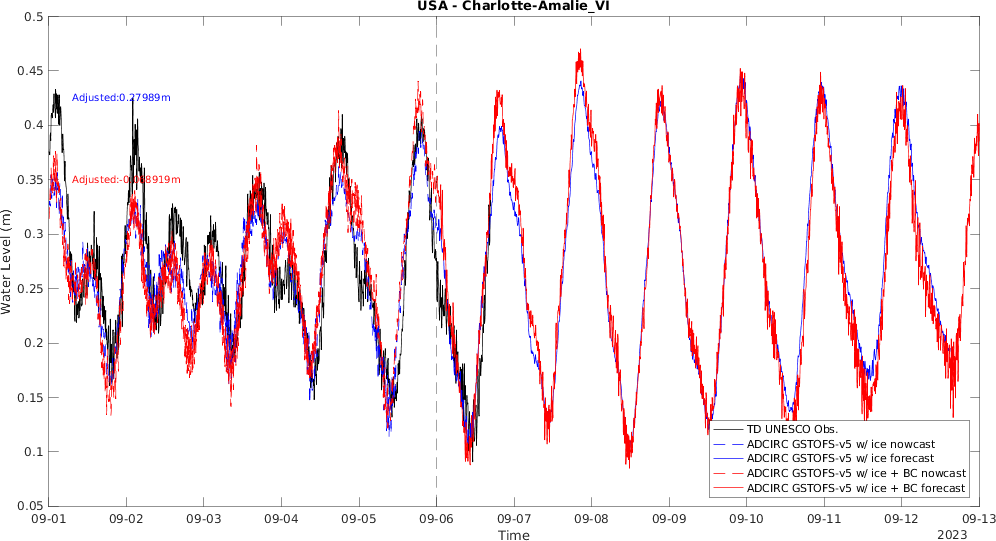 USA - Charlotte-Amalie_VI
0.5
0.45
0.4
0.35
0.3
0.25
0.2
0.15
0.1
0.05
Water Level (m)
Adjusted:0.27989m
TD UNESCO Obs.
ADCIRC GSTOFS-v5 w/ ice nowcast
ADCIRC GSTOFS-v5 w/ ice forecast
ADCIRC GSTOFS-v5 w/ ice + BC nowcast
ADCIRC GSTOFS-v5 w/ ice + BC forecast
09-01 09-02 09-03 09-04 09-05 09-06 09-07 09-08 09-09 09-10 09-11 09-12 09-13
Time
2023